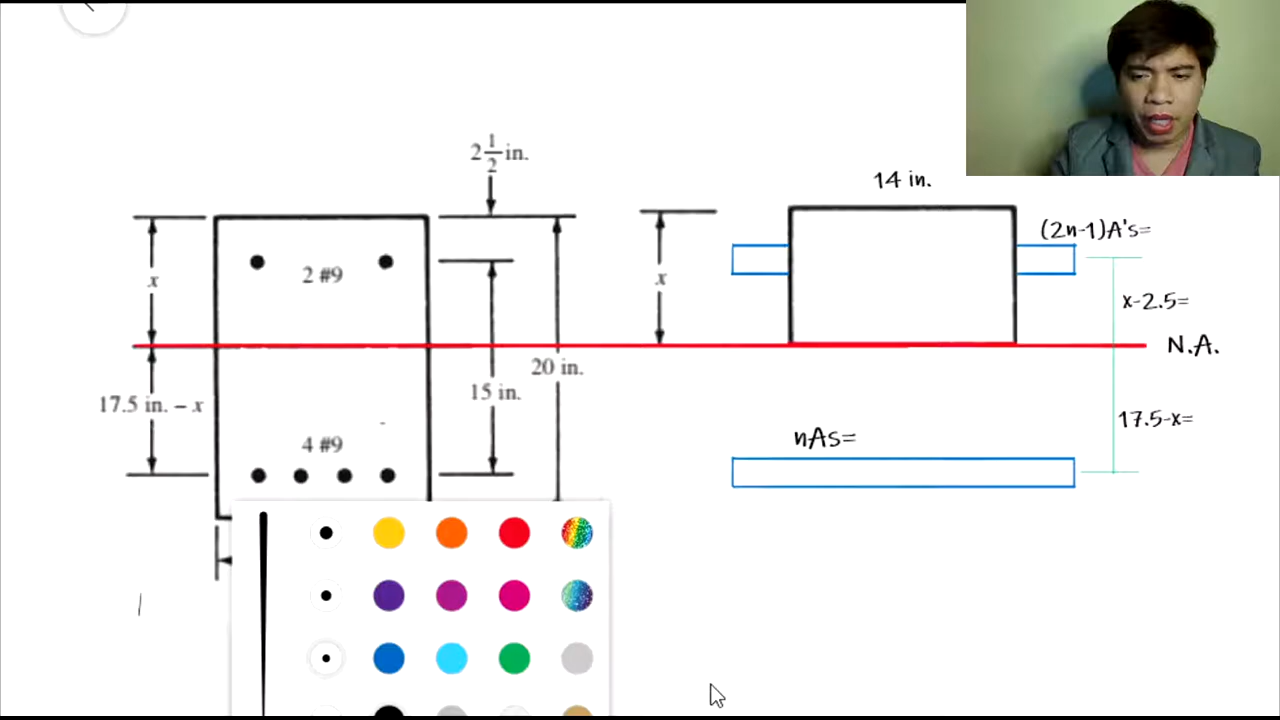 2 1/2 in.
x
2 #9
17.5 in. – x
4 #9
15 in.
20 in.
14 in.
x
(2n-1)A's=
x-2.5=
N.A.
17.5-x=
nAs=